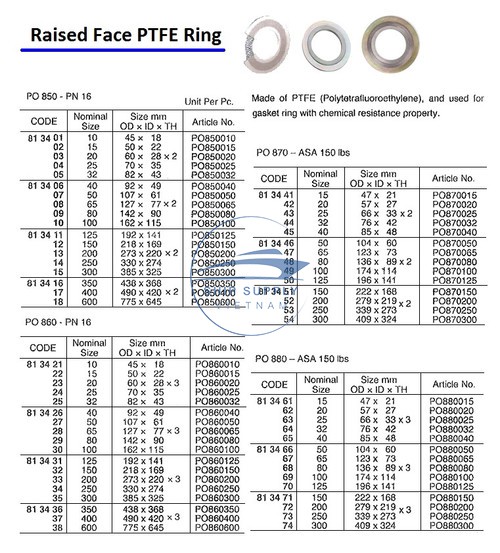 Raised Face PTFE Ring
PO 850 - PN 16
Unit Per Pc.
CODE Nominal Size Size mm OD × ID × TH Article No.
81 34 01 10 45 × 18 PO850010
02 15 50 × 22 PO850015
03 20 60 × 28 × 2 PO850020
04 25 70 × 35 PO850025
05 32 82 × 43 PO850032
81 34 06 40 92 × 49 PO850040
07 50 107 × 61 PO850050
08 65 127 × 77 × 2 PO850065
09 80 142 × 90 PO850080
10 100 162 × 115 PO850100
81 34 11 125 192 × 141 PO850125
12 150 218 × 169 PO850150
13 200 273 × 220 × 2 PO850200
14 250 330 × 274 PO850250
15 300 385 × 325 PO850300
81 34 16 350 438 × 368 PO850350
17 400 490 × 420 × 2 PO850400
18 600 775 × 645 PO850600
PO 860 - PN 16
CODE Nominal Size Size mm OD × ID × TH Article No.
81 34 21 10 45 × 18 PO860010
22 15 50 × 22 PO860015
23 20 60 × 28 × 3 PO860020
24 25 70 × 35 PO860025
25 32 82 × 43 PO860032
81 34 26 40 92 × 49 PO860040
27 50 107 × 61 PO860050
28 65 127 × 77 × 3 PO860065
29 80 142 × 90 PO860080
30 100 162 × 115 PO860100
81 34 31 125 192 × 141 PO860125
32 150 218 × 169 PO860150
33 200 273 × 220 × 3 PO860200
34 250 330 × 274 PO860250
35 300 385 × 325 PO860300
81 34 36 350 438 × 368 PO860350
37 400 490 × 420 × 3 PO860400
38 600 775 × 645 PO860600
Made of PTFE (Polytetrafluoroethylene), and used for
gasket ring with chemical resistance property.
PO 870 – ASA 150 lbs
CODE Nominal Size Size mm OD × ID × TH Article No.
81 34 41 15 47 × 21 PO870015
42 20 57 × 27 PO870020
43 25 66 × 33 × 2 PO870025
44 32 76 × 42 PO870032
45 40 85 × 48 PO870040
81 34 46 50 104 × 60 PO870050
47 65 123 × 73 PO870065
48 80 136 × 89 × 2 PO870080
49 100 174 × 114 PO870100
50 125 196 × 141 PO870125
81 34 51 150 222 × 168 PO870150
52 200 279 × 219 × 2 PO870200
53 250 339 × 273 PO870250
54 300 409 × 324 PO870300
SUPPLY
VIETNAM
PO 880 – ASA 150 lbs
CODE Nominal Size Size mm OD × ID × TH Article No.
81 34 61 15 47 × 21 PO880015
62 20 57 × 27 PO880020
63 25 66 × 33 × 3 PO880025
64 32 76 × 42 PO880032
65 40 85 × 48 PO880040
81 34 66 50 104 × 60 PO880050
67 65 123 × 73 PO880065
68 80 136 × 89 × 3 PO880080
69 100 174 × 114 PO880100
70 125 196 × 141 PO880125
81 34 71 150 222 × 168 PO880150
72 200 279 × 219 × 3 PO880200
73 250 339 × 273 PO880250
74 300 409 × 324 PO880300